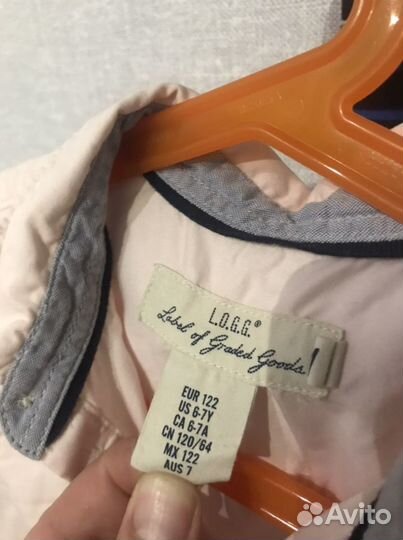 L.O.G.G.®
Label of Graded Goods!
EUR 122
US 6-7Y
CA 6-7A
CN 120/64
MX 122
AUS 7
Avito